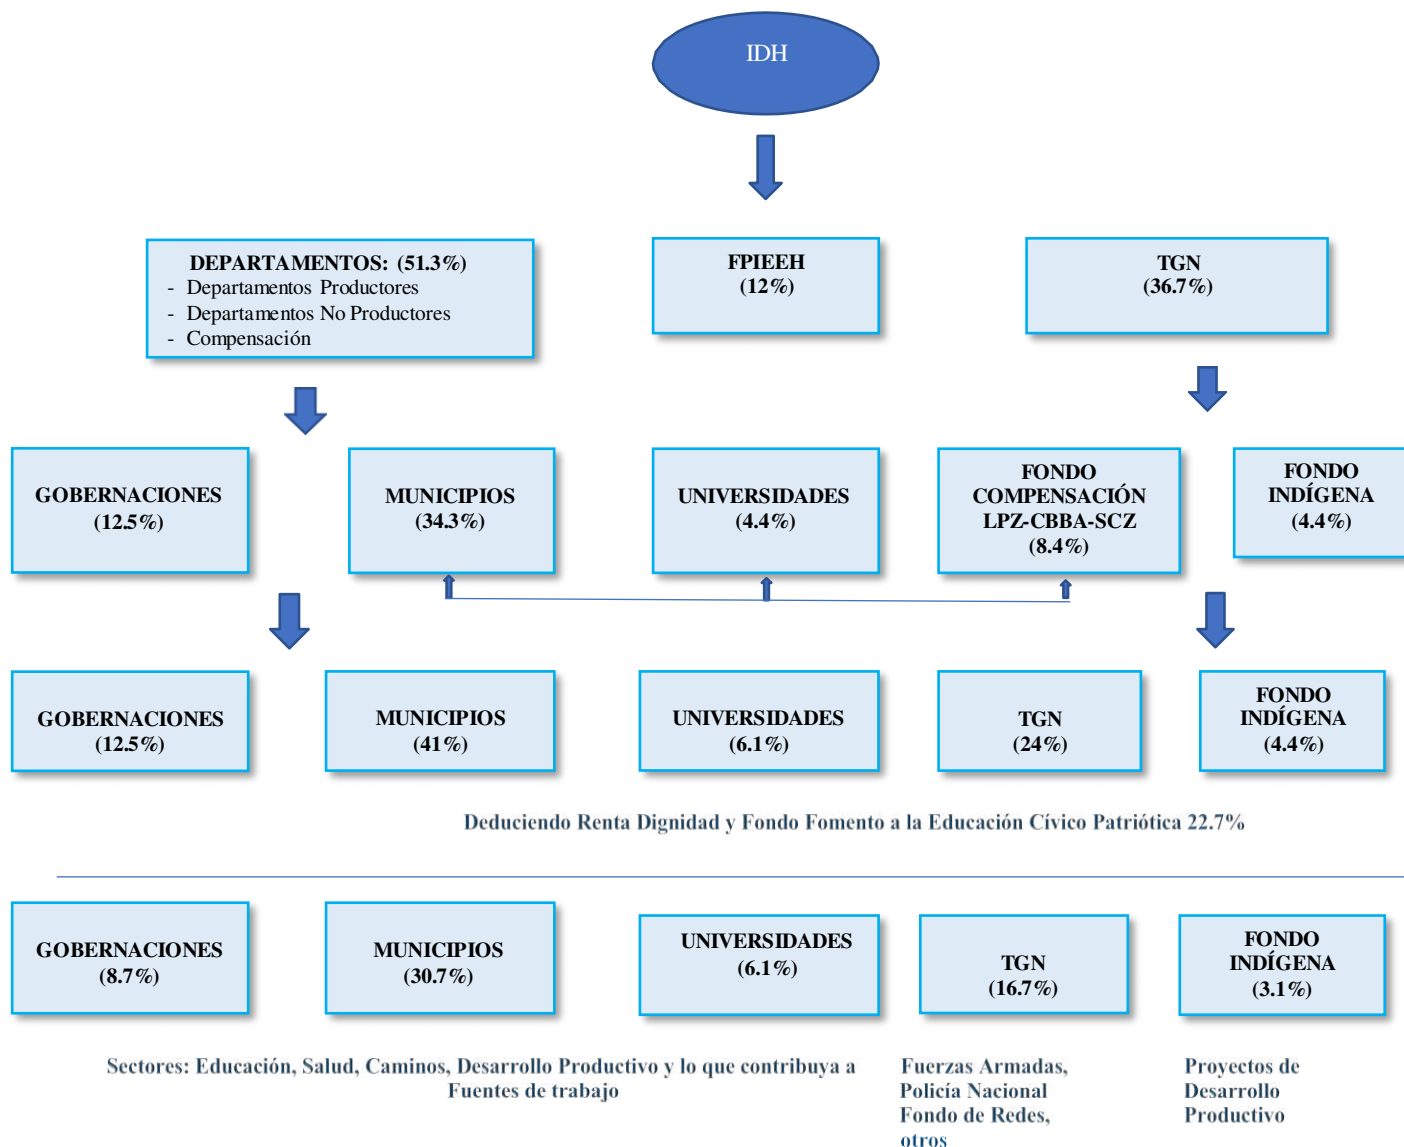 IDH
DEPARTAMENTOS: (51.3%)
- Departamentos Productores
- Departamentos No Productores
- Compensación
FPIEEH
(12%)
TGN
(36.7%)
GOBERNACIONES
(12.5%)
MUNICIPIOS
(34.3%)
UNIVERSIDADES
(4.4%)
FONDO
COMPENSACIÓN
LPZ-CBBA-SCZ
(8.4%)
FONDO
INDÍGENA
(4.4%)
GOBERNACIONES
(12.5%)
MUNICIPIOS
(41%)
UNIVERSIDADES
(6.1%)
TGN
(24%)
FONDO
INDÍGENA
(4.4%)
Deduciendo Renta Dignidad y Fondo Fomento a la Educación Cívico Patriótica 22.7%
GOBERNACIONES
(8.7%)
MUNICIPIOS
(30.7%)
UNIVERSIDADES
(6.1%)
TGN
(16.7%)
FONDO
INDÍGENA
(3.1%)
Sectores: Educación, Salud, Caminos, Desarrollo Productivo y lo que contribuya a
Fuentes de trabajo
Fuerzas Armadas,
Policía Nacional
Fondo de Redes,
otros
Proyectos de
Desarrollo
Productivo